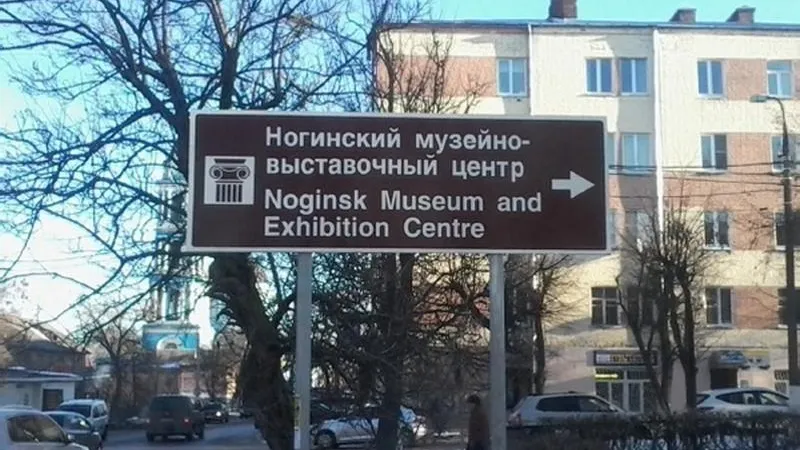 Ногинский музейно-
выставочный центр
Noginsk Museum and
Exhibition Centre